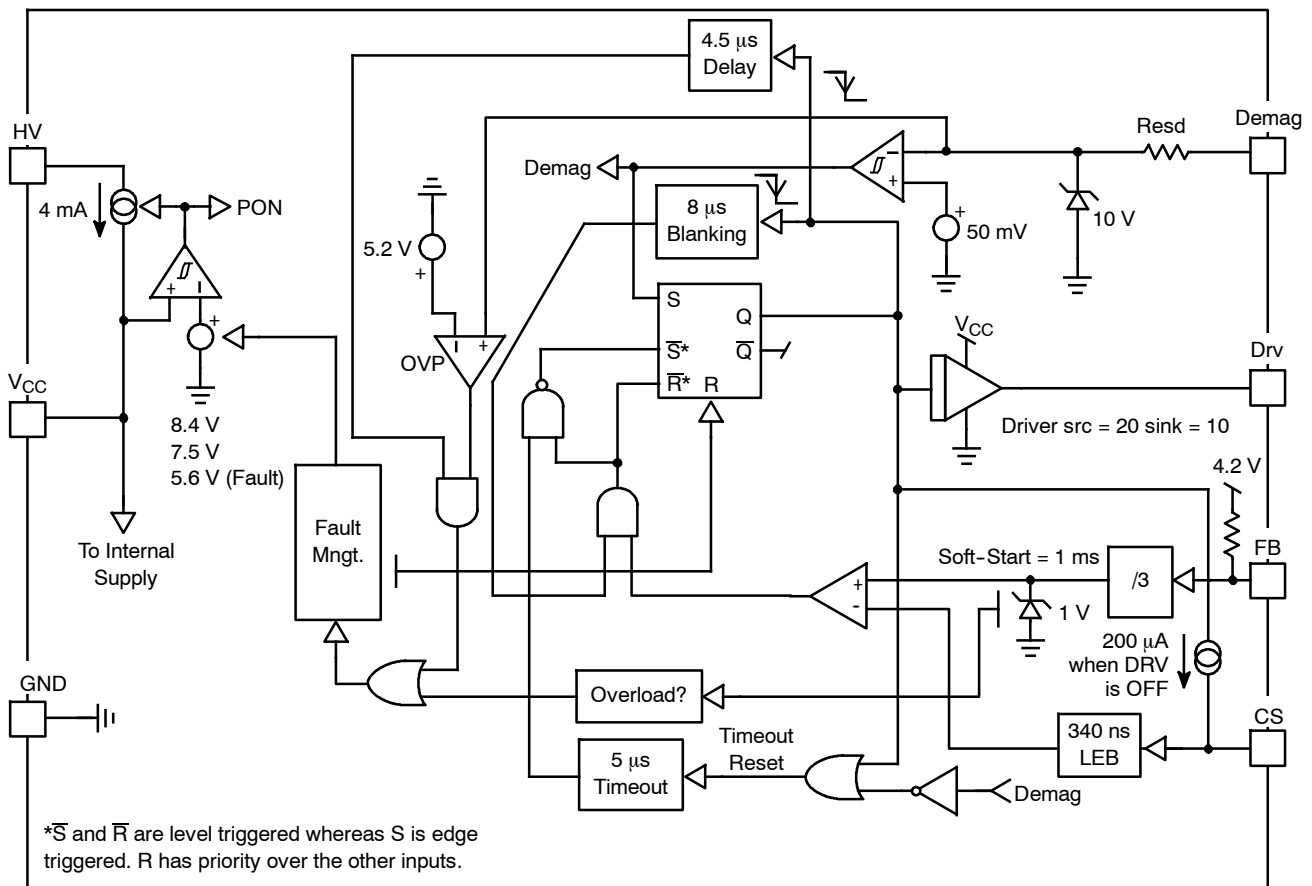 4.5 μs
Delay
HV
Demag
Resd
Demag
4 mA
PON
8 μs
Blanking
+
50 mV
10 V
5.2 V
+
+
S
Q
V_CC
S̅*
Q̅
OVP
+
R̅*
R
Drv
V_CC
8.4 V
7.5 V
5.6 V (Fault)
Driver src = 20 sink = 10
4.2 V
Fault
Mngt.
To Internal
Supply
Soft-Start = 1 ms
/3
FB
+
-
1 V
200 μA
when DRV
is OFF
GND
Overload?
CS
340 ns
LEB
5 μs
Timeout
Timeout
Reset
Demag
*S̅ and R̅ are level triggered whereas S is edge
triggered. R has priority over the other inputs.